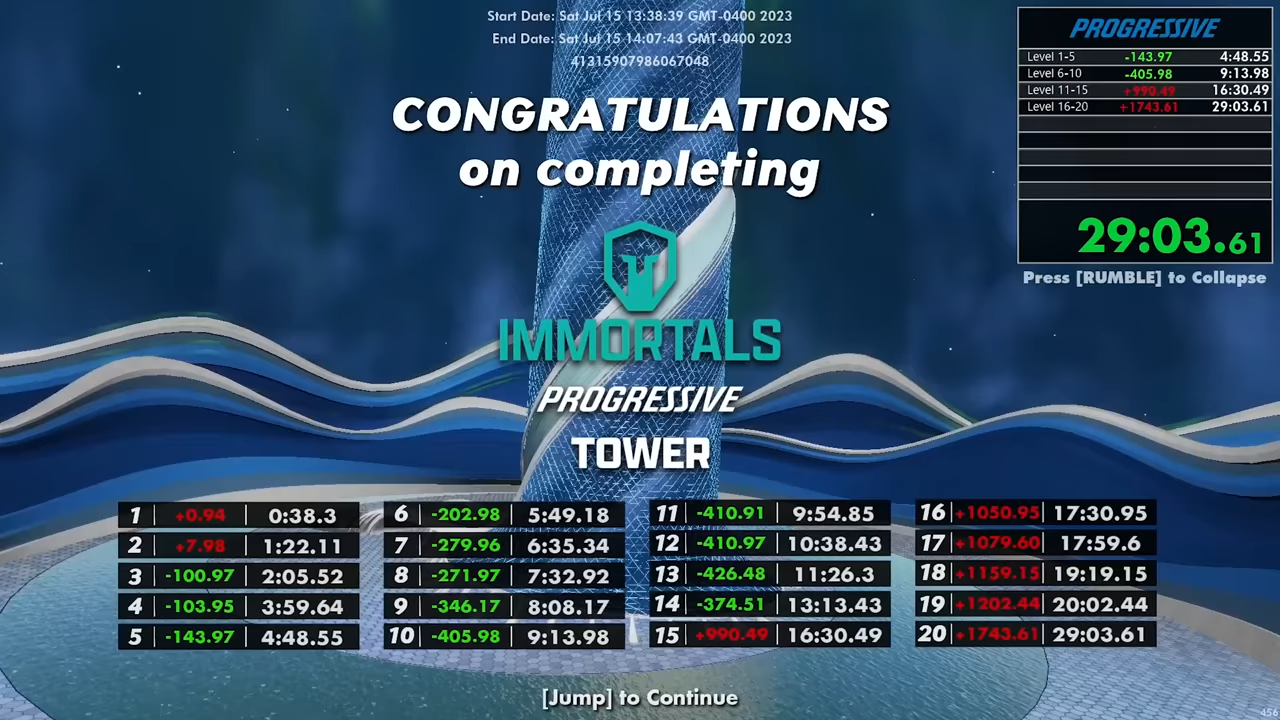 Start Date: Sat Jul 15 13:38:39 GMT-0400 2023
End Date: Sat Jul 15 14:07:43 GMT-0400 2023
41315907986067048
CONGRATULATIONS
on completing
IMMORTALS
PROGRESSIVE
TOWER
PROGRESSIVE
Level 1-5 -143.97 4:48.55
Level 6-10 -405.98 9:13.98
Level 11-15 +990.49 16:30.49
Level 16-20 +1743.61 29:03.61
29:03.61
Press [RUMBLE] to Collapse
1 +0.94 0:38.3
2 +7.98 1:22.11
3 -100.97 2:05.52
4 -103.95 3:59.64
5 -143.97 4:48.55
6 -202.98 5:49.18
7 -279.96 6:35.34
8 -271.97 7:32.92
9 -346.17 8:08.17
10 -405.98 9:13.98
11 -410.91 9:54.85
12 -410.97 10:38.43
13 -426.48 11:26.3
14 -374.51 13:13.43
15 +990.49 16:30.49
16 +1050.95 17:30.95
17 +1079.60 17:59.6
18 +1159.15 19:19.15
19 +1202.44 20:02.44
20 +1743.61 29:03.61
[Jump] to Continue
456